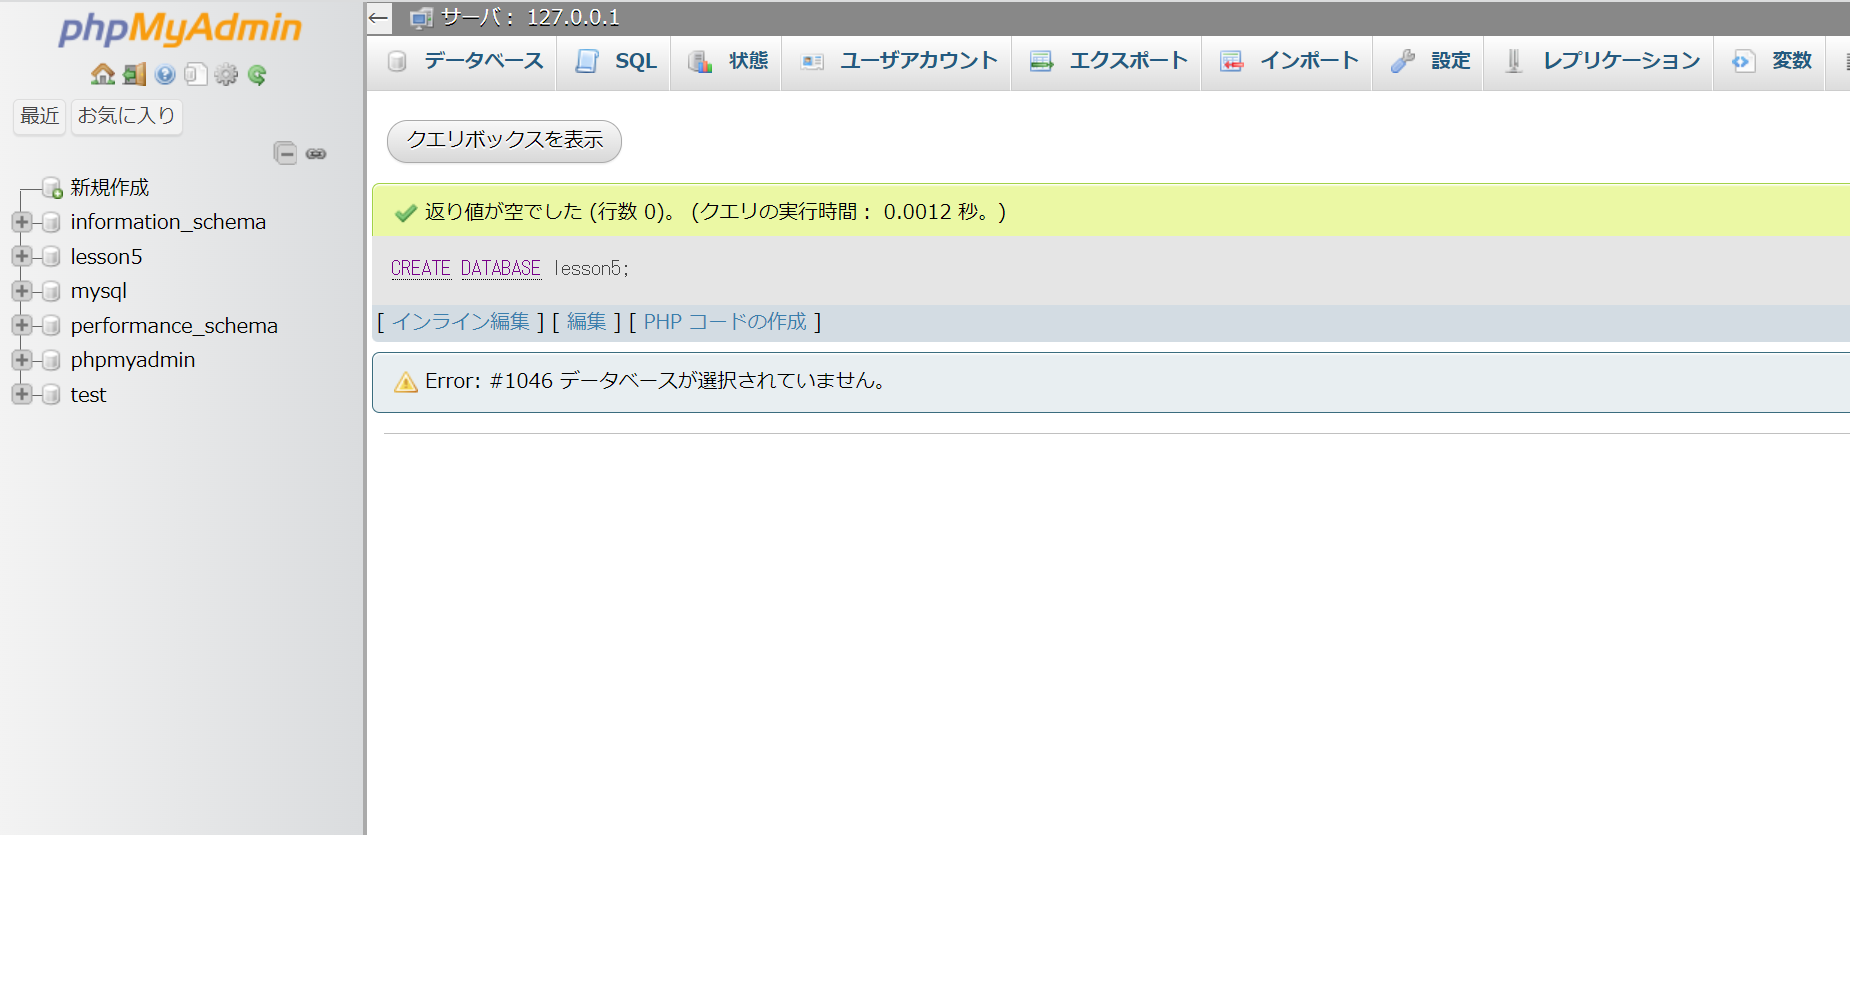 phpMyAdmin
最近 お気に入り
新規作成
information_schema
lesson5
mysql
performance_schema
phpmyadmin
test
サーバ: 127.0.0.1
データベース SQL 状態 ユーザアカウント エクスポート インポート 設定 レプリケーション 変数
クエリボックスを表示
返り値が空でした (行数 0)。 (クエリの実行時間： 0.0012 秒。)
CREATE DATABASE lesson5;
[ インライン編集 ] [ 編集 ] [ PHP コードの作成 ]
Error: #1046 データベースが選択されていません。